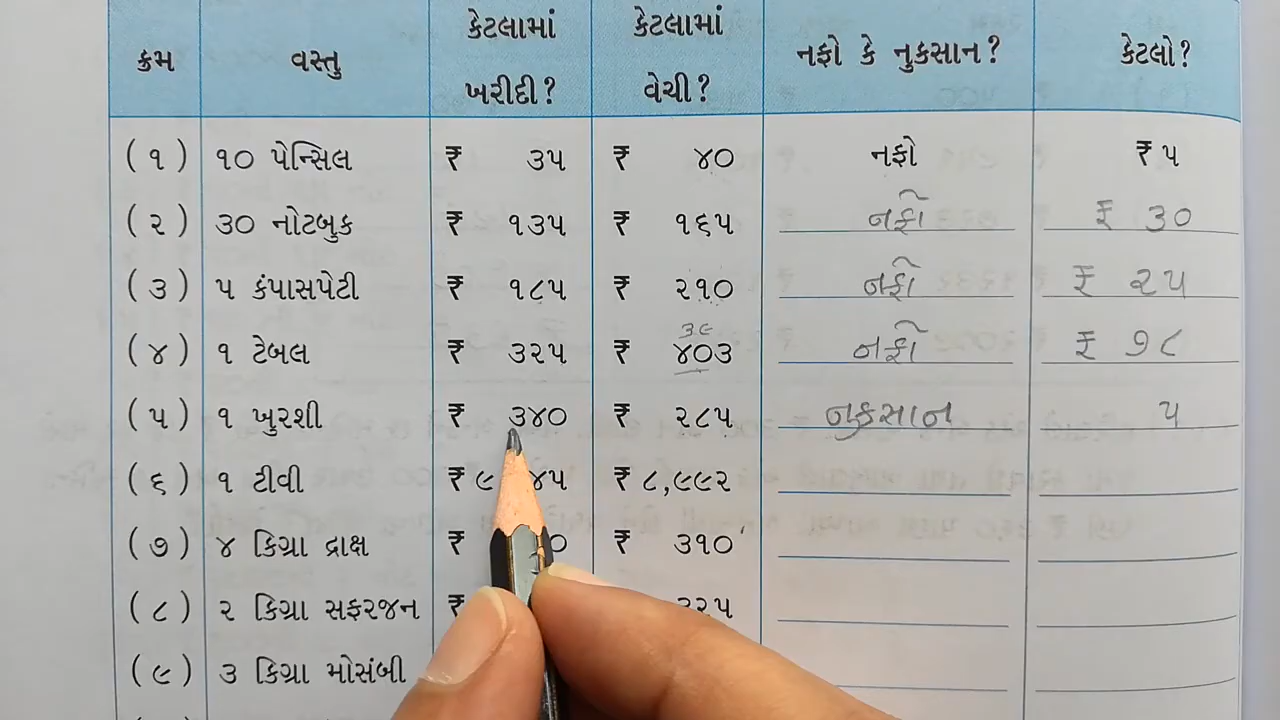 ક્રમ વસ્તુ કેટલામાં ખરીદી? કેટલામાં વેચી? નફો કે નુકસાન? કેટલો?
(૧) ૧૦ પેન્સિલ ₹ ૩૫ ₹ ૪૦ નફો ₹ ૫
(૨) ૩૦ નોટબુક ₹ ૧૩૫ ₹ ૧૬૫ નફો ₹ ૩૦
(૩) ૫ કંપાસપેટી ₹ ૧૮૫ ₹ ૨૧૦ નફો ₹ ૨૫
૩૯
(૪) ૧ ટેબલ ₹ ૩૨૫ ₹ ૪૦૩ નફો ₹ ૭૮
(૫) ૧ ખુરશી ₹ ૩૪૦ ₹ ૨૮૫ નુકસાન ૫
(૬) ૧ ટીવી ₹ ₹ ૮,૯૯૨
(૭) ૪ કિગ્રા દ્રાક્ષ ₹ ₹ ૩૧૦
(૮) ૨ કિગ્રા સફરજન ₹
(૯) ૩ કિગ્રા મોસંબી